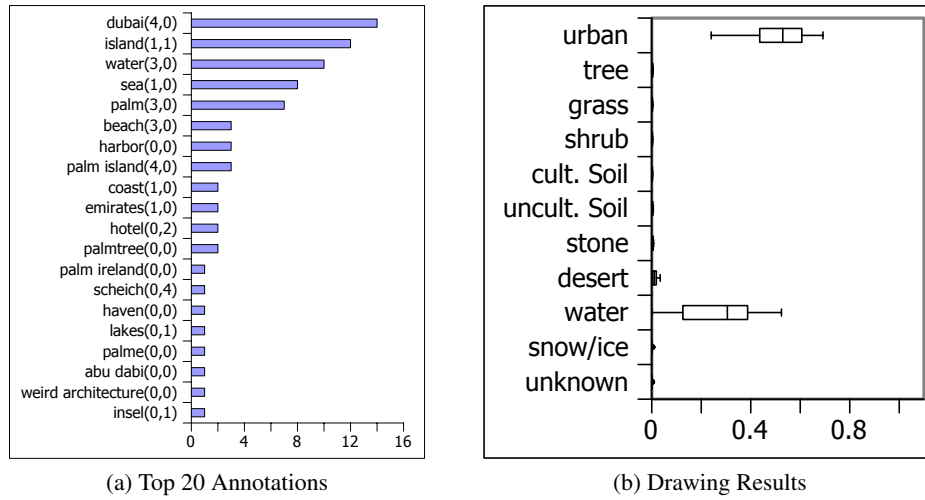 dubai(4,0)
island(1,1)
water(3,0)
sea(1,0)
palm(3,0)
beach(3,0)
harbor(0,0)
palm island(4,0)
coast(1,0)
emirates(1,0)
hotel(0,2)
palmtree(0,0)
palm ireland(0,0)
scheich(0,4)
haven(0,0)
lakes(0,1)
palme(0,0)
abu dabi(0,0)
weird architecture(0,0)
insel(0,1)
0 4 8 12 16
(a) Top 20 Annotations
urban
tree
grass
shrub
cult. Soil
uncult. Soil
stone
desert
water
snow/ice
unknown
0 0.4 0.8
(b) Drawing Results